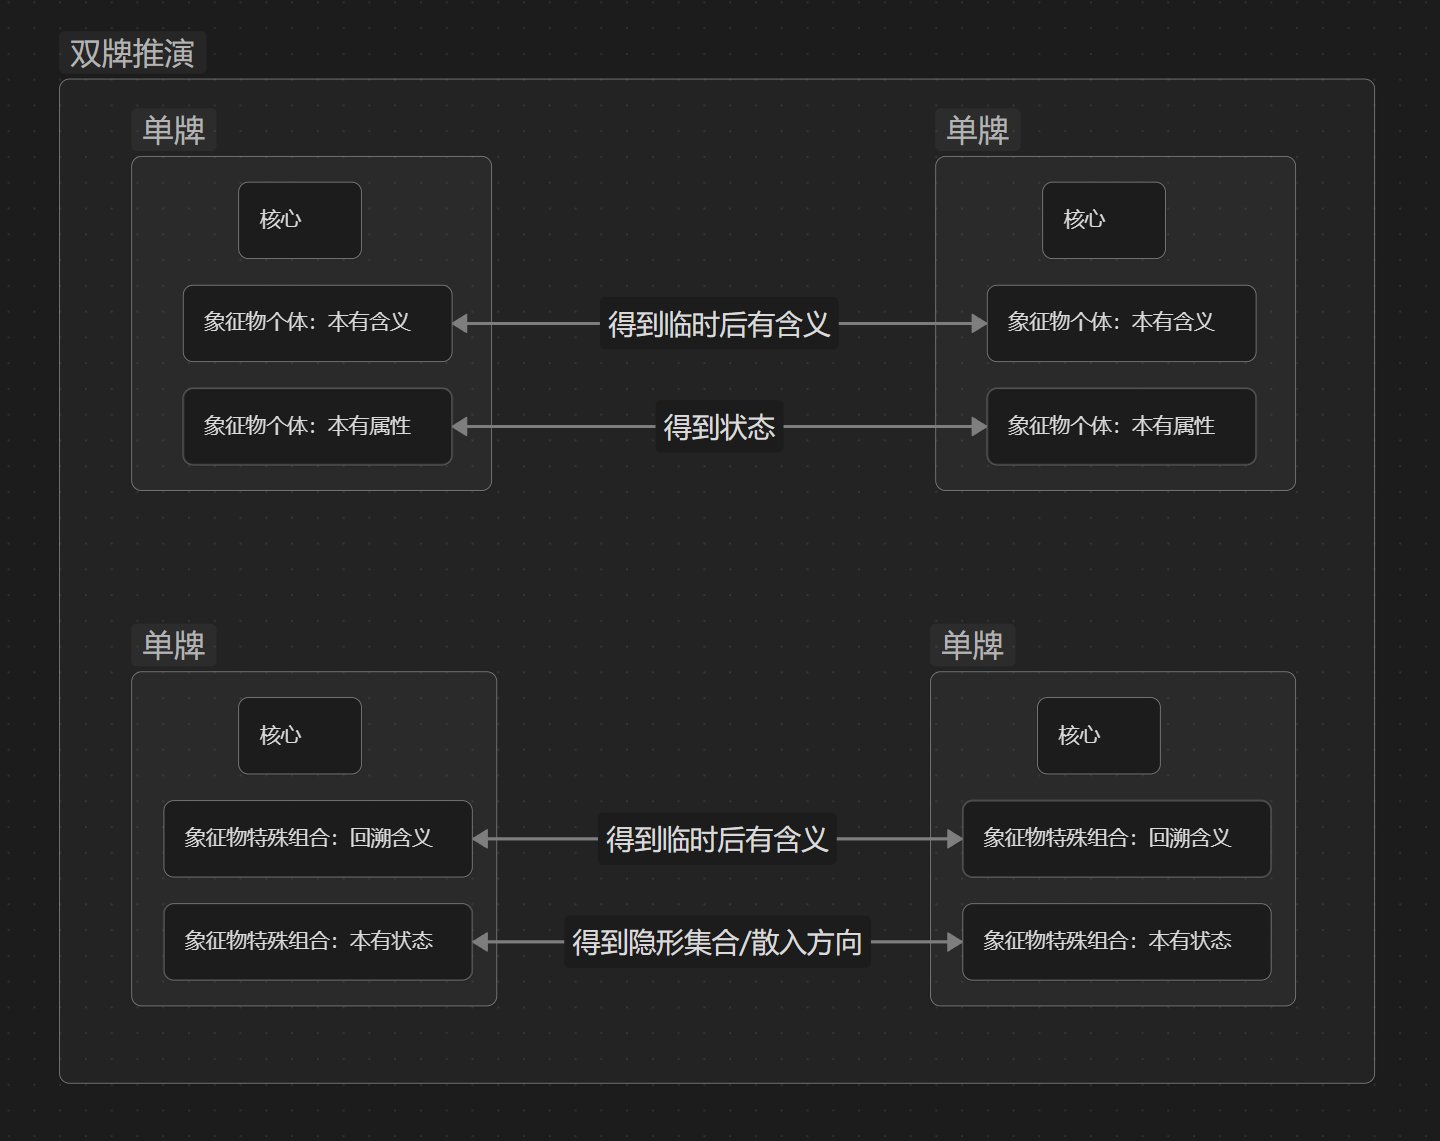 双牌推演
单牌
单牌
核心
核心
象征物个体：本有含义
得到临时后有含义
象征物个体：本有含义
象征物个体：本有属性
得到状态
象征物个体：本有属性
单牌
单牌
核心
核心
象征物特殊组合：回溯含义
得到临时后有含义
象征物特殊组合：回溯含义
象征物特殊组合：本有状态
得到隐形集合/散入方向
象征物特殊组合：本有状态